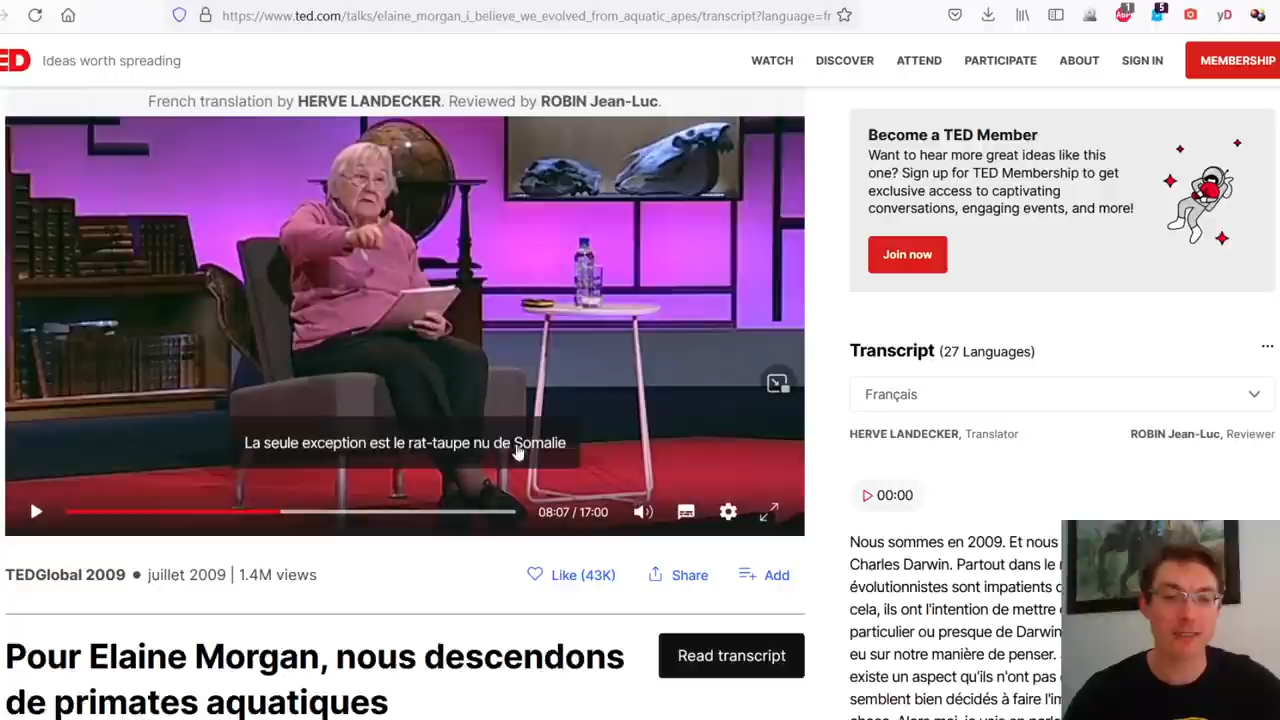 https://www.ted.com/talks/elaine_morgan_i_believe_we_evolved_from_aquatic_apes/transcript?language=fr
1
5
yD
ED
Ideas worth spreading
WATCH
DISCOVER
ATTEND
PARTICIPATE
ABOUT
SIGN IN
MEMBERSHIP
French translation by HERVE LANDECKER. Reviewed by ROBIN Jean-Luc.
La seule exception est le rat-taupe nu de Somalie
08:07 / 17:00
TEDGlobal 2009 • juillet 2009 | 1.4M views
Like (43K)
Share
Add
Pour Elaine Morgan, nous descendons
de primates aquatiques
Read transcript
Become a TED Member
Want to hear more great ideas like this
one? Sign up for TED Membership to get
exclusive access to captivating
conversations, engaging events, and more!
Join now
Transcript (27 Languages)
...
Français
HERVE LANDECKER, Translator
ROBIN Jean-Luc, Reviewer
00:00
Nous sommes en 2009. Et nous
Charles Darwin. Partout dans le
évolutionnistes sont impatients
cela, ils ont l'intention de mettre
particulier ou presque de Darwin
eu sur notre manière de penser.
existe un aspect qu'ils n'ont pas
semblent bien décidés à faire l'im